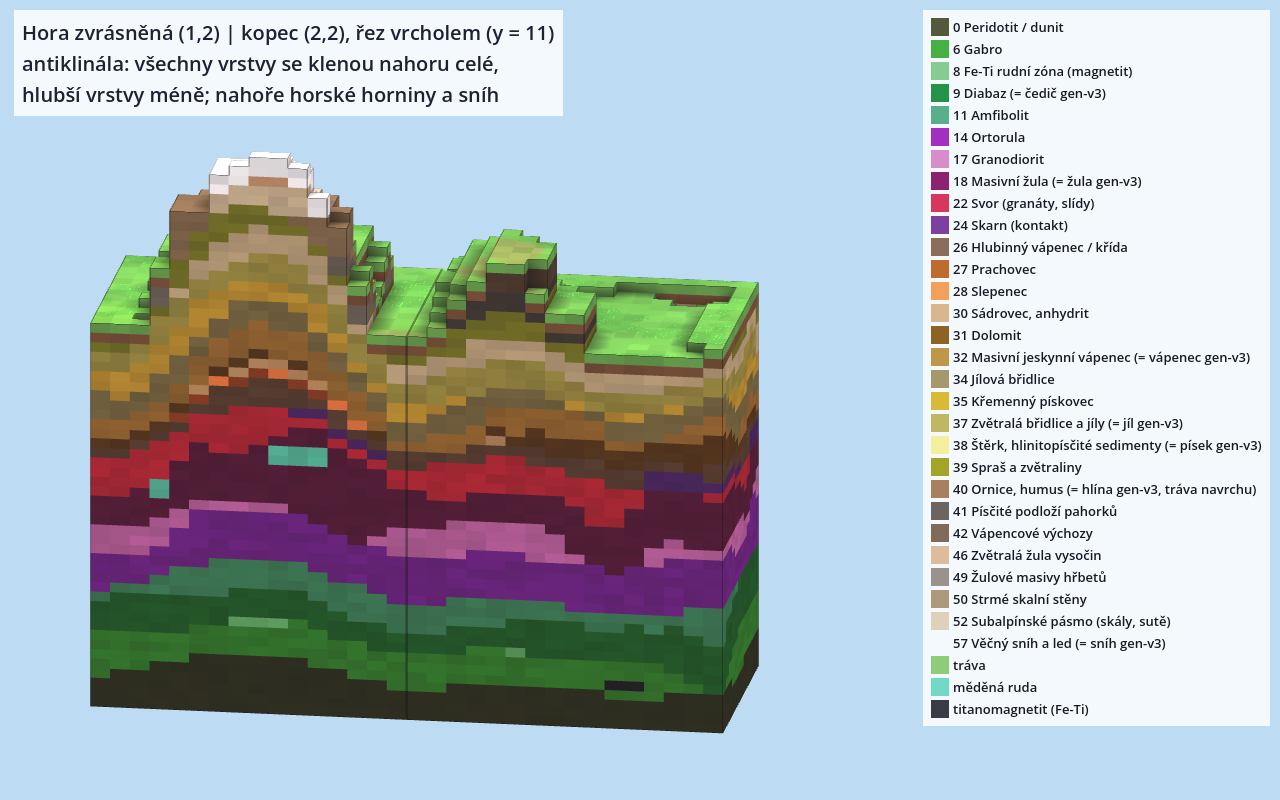 Hora zvrásněná (1,2) | kopec (2,2), řez vrcholem (y = 11)
antiklinála: všechny vrstvy se klenou nahoru celé,
hlubší vrstvy méně; nahoře horské horniny a sníh
0 Peridotit / dunit
6 Gabro
8 Fe-Ti rudní zóna (magnetit)
9 Diabaz (= čedič gen-v3)
11 Amfibolit
14 Ortorula
17 Granodiorit
18 Masivní žula (= žula gen-v3)
22 Svor (granáty, slídy)
24 Skarn (kontakt)
26 Hlubinný vápenec / křída
27 Prachovec
28 Slepenec
30 Sádrovec, anhydrit
31 Dolomit
32 Masivní jeskynní vápenec (= vápenec gen-v3)
34 Jílová břidlice
35 Křemenný pískovec
37 Zvětralá břidlice a jíly (= jíl gen-v3)
38 Štěrk, hlinitopísčité sedimenty (= písek gen-v3)
39 Spraš a zvětraliny
40 Ornice, humus (= hlína gen-v3, tráva navrchu)
41 Písčité podloží pahorků
42 Vápencové výchozy
46 Zvětralá žula vysočin
49 Žulové masivy hřbetů
50 Strmé skalní stěny
52 Subalpínské pásmo (skály, sutě)
57 Věčný sníh a led (= sníh gen-v3)
tráva
měděná ruda
titanomagnetit (Fe-Ti)